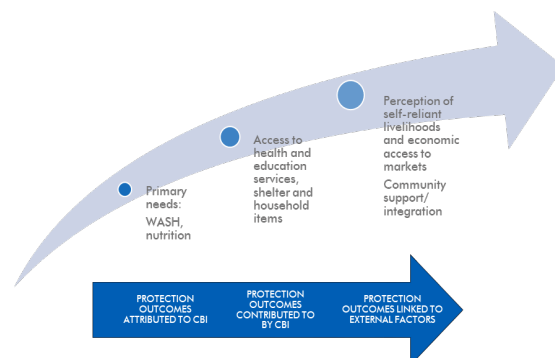 Primary
needs:
WASH,
nutrition
Access to
health and
education
services,
shelter and
household
items
Perception of
self-reliant
livelihoods
and economic
access to
markets
Community
support/
integration
PROTECTION
OUTCOMES
ATTRIBUTED TO CBI
PROTECTION
OUTCOMES
CONTRIBUTED TO
BY CBI
PROTECTION
OUTCOMES LINKED TO
EXTERNAL FACTORS